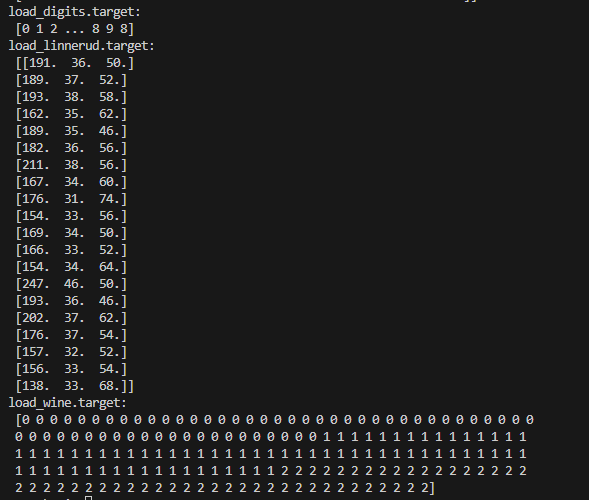 load_digits.target:
[0 1 2 ... 8 9 8]
load_linnerud.target:
[[191. 36. 50.]
[189. 37. 52.]
[193. 38. 58.]
[162. 35. 62.]
[189. 35. 46.]
[182. 36. 56.]
[211. 38. 56.]
[167. 34. 60.]
[176. 31. 74.]
[154. 33. 56.]
[169. 34. 50.]
[166. 33. 52.]
[154. 34. 64.]
[247. 46. 50.]
[193. 36. 46.]
[202. 37. 62.]
[176. 37. 54.]
[157. 32. 52.]
[156. 33. 54.]
[138. 33. 68.]]
load_wine.target:
[0 0 0 0 0 0 0 0 0 0 0 0 0 0 0 0 0 0 0 0 0 0 0 0 0 0 0 0 0 0 0 0 0 0 0 0 0
0 0 0 0 0 0 0 0 0 0 0 0 0 0 0 0 0 0 0 0 0 0 1 1 1 1 1 1 1 1 1 1 1 1 1 1 1
1 1 1 1 1 1 1 1 1 1 1 1 1 1 1 1 1 1 1 1 1 1 1 1 1 1 1 1 1 1 1 1 1 1 1 1 1
1 1 1 1 1 1 1 1 1 1 1 1 1 1 1 1 1 1 1 2 2 2 2 2 2 2 2 2 2 2 2 2 2 2 2 2 2
2 2 2 2 2 2 2 2 2 2 2 2 2 2 2 2 2 2 2 2 2 2 2 2 2 2 2 2 2 2]